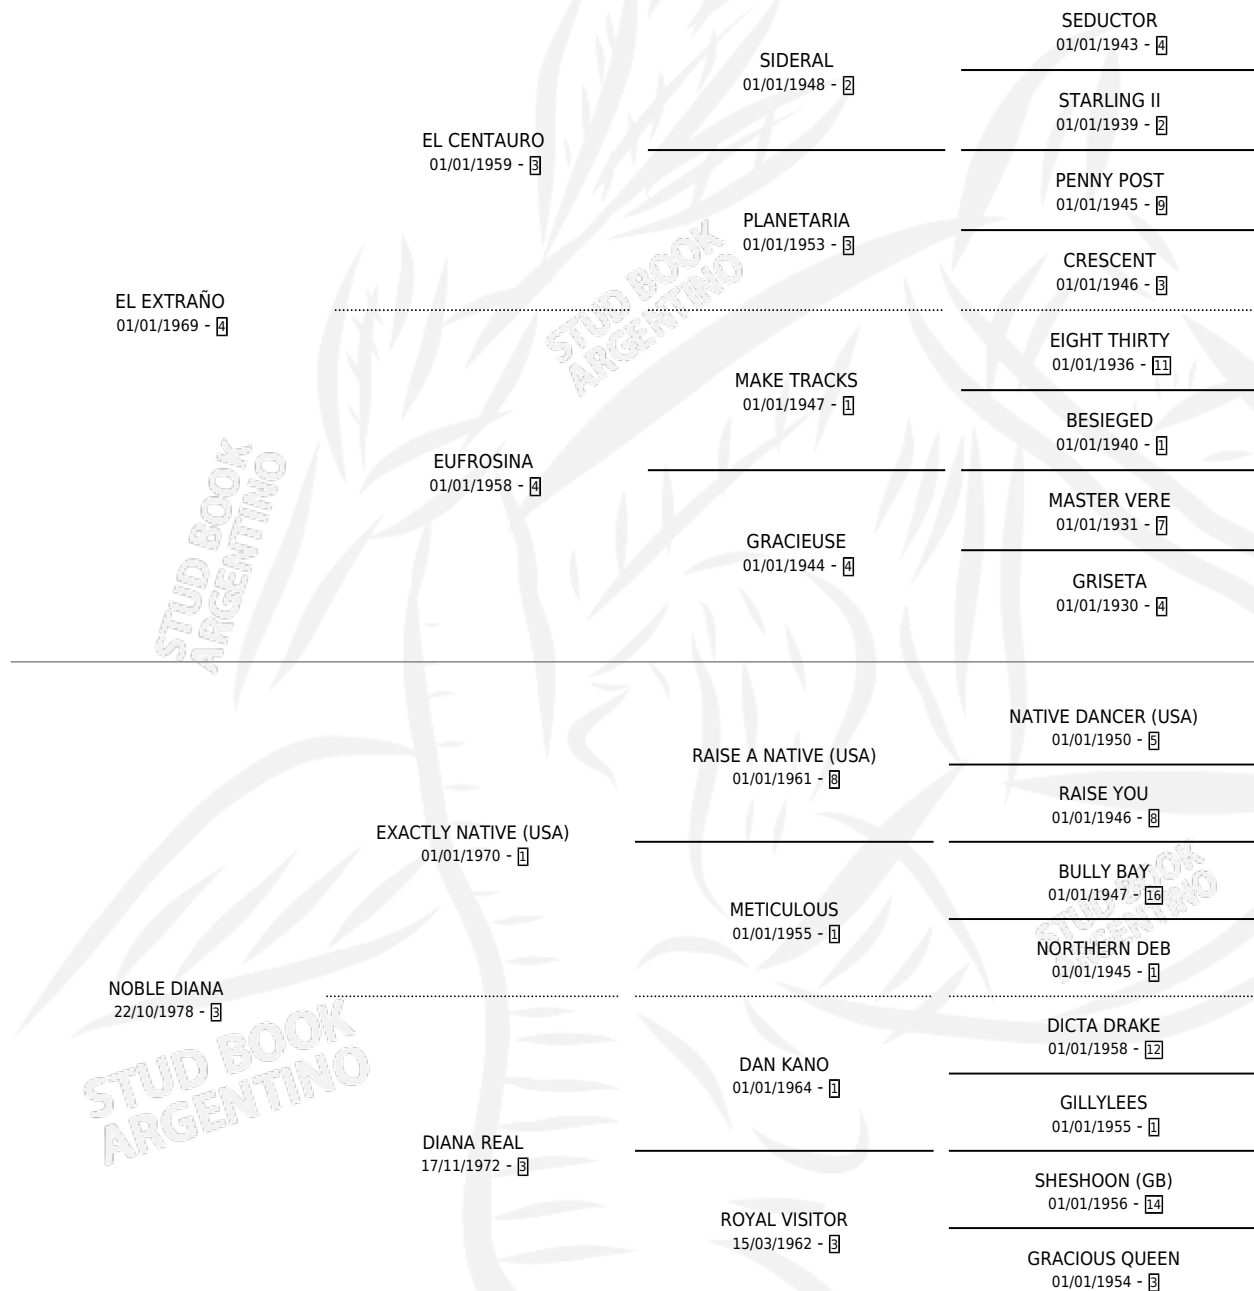 SEDUCTOR
01/01/1943 - 4
SIDERAL
01/01/1948 - 2
STARLING II
01/01/1939 - 2
EL CENTAURO
01/01/1959 - 3
PENNY POST
01/01/1945 - 9
PLANETARIA
01/01/1953 - 3
CRESCENT
01/01/1946 - 3
EL EXTRAÑO
01/01/1969 - 4
EIGHT THIRTY
01/01/1936 - 11
MAKE TRACKS
01/01/1947 - 1
BESIEGED
01/01/1940 - 1
EUFROSINA
01/01/1958 - 4
MASTER VERE
01/01/1931 - 7
GRACIEUSE
01/01/1944 - 4
GRISETA
01/01/1930 - 4
NATIVE DANCER (USA)
01/01/1950 - 5
RAISE A NATIVE (USA)
01/01/1961 - 8
RAISE YOU
01/01/1946 - 8
EXACTLY NATIVE (USA)
01/01/1970 - 1
BULLY BAY
01/01/1947 - 16
METICULOUS
01/01/1955 - 1
NORTHERN DEB
01/01/1945 - 1
NOBLE DIANA
22/10/1978 - 3
DICTA DRAKE
01/01/1958 - 12
DAN KANO
01/01/1964 - 1
GILLYLEES
01/01/1955 - 1
DIANA REAL
17/11/1972 - 3
SHESHOON (GB)
01/01/1956 - 14
ROYAL VISITOR
15/03/1962 - 3
GRACIOUS QUEEN
01/01/1954 - 3
STUD BOOK
ARGENTINO
STUD BOOK
ARGENTINO
STUD BOOK
ARGENTINO
STUD BOOK
ARGENTINO